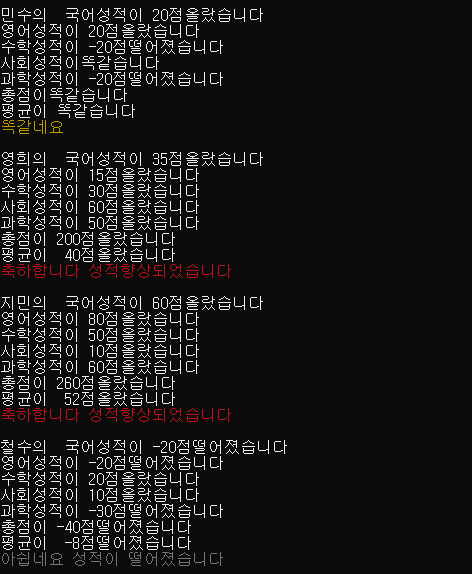 민수의  국어성적이 20점올랐습니다
영어성적이 20점올랐습니다
수학성적이 -20점떨어졌습니다
사회성적이똑같습니다
과학성적이 -20점떨어졌습니다
총점이똑같습니다
평균이 똑같습니다
똑같네요
영희의  국어성적이 35점올랐습니다
영어성적이 15점올랐습니다
수학성적이 30점올랐습니다
사회성적이 60점올랐습니다
과학성적이 50점올랐습니다
총점이 200점올랐습니다
평균이  40점올랐습니다
축하합니다 성적향상되었습니다
지민의  국어성적이 60점올랐습니다
영어성적이 80점올랐습니다
수학성적이 50점올랐습니다
사회성적이 10점올랐습니다
과학성적이 60점올랐습니다
총점이 260점올랐습니다
평균이  52점올랐습니다
축하합니다 성적향상되었습니다
철수의  국어성적이 -20점떨어졌습니다
영어성적이 -20점떨어졌습니다
수학성적이 20점올랐습니다
사회성적이 10점올랐습니다
과학성적이 -30점떨어졌습니다
총점이 -40점떨어졌습니다
평균이  -8점떨어졌습니다
아쉽네요 성적이 떨어졌습니다